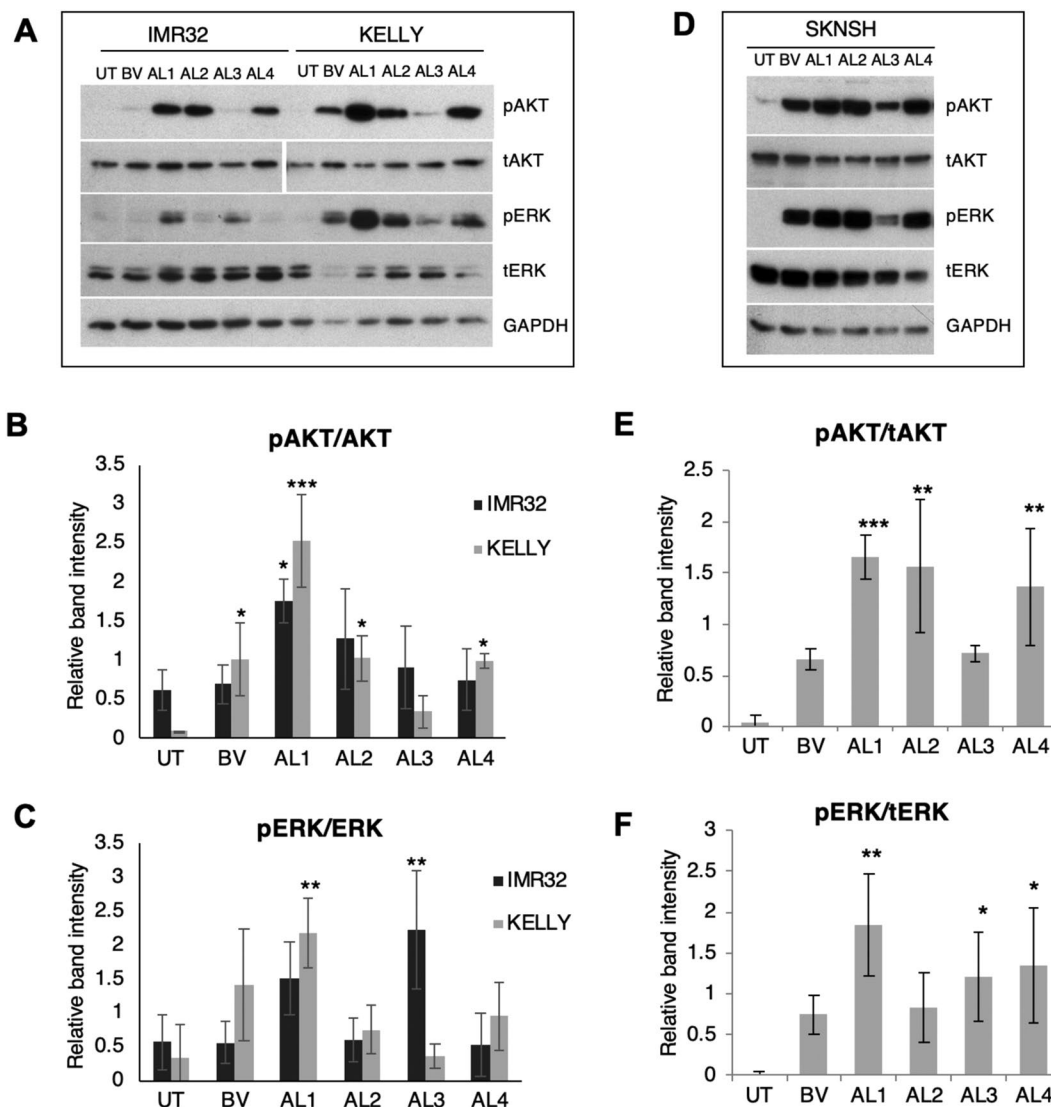 A
IMR32 KELLY
UT BV AL1 AL2 AL3 AL4 UT BV AL1 AL2 AL3 AL4
pAKT
tAKT
pERK
tERK
GAPDH
D
SKNSH
UT BV AL1 AL2 AL3 AL4
pAKT
tAKT
pERK
tERK
GAPDH
B
pAKT/AKT
Relative band intensity
3.5
3
2.5
2
1.5
1
0.5
0
* * *** * *
IMR32
KELLY
UT BV AL1 AL2 AL3 AL4
E
pAKT/tAKT
Relative band intensity
2.5
2
1.5
1
0.5
0
*** ** **
UT BV AL1 AL2 AL3 AL4
C
pERK/ERK
Relative band intensity
3.5
3
2.5
2
1.5
1
0.5
0
** **
IMR32
KELLY
UT BV AL1 AL2 AL3 AL4
F
pERK/tERK
Relative band intensity
3
2.5
2
1.5
1
0.5
0
** * *
UT BV AL1 AL2 AL3 AL4